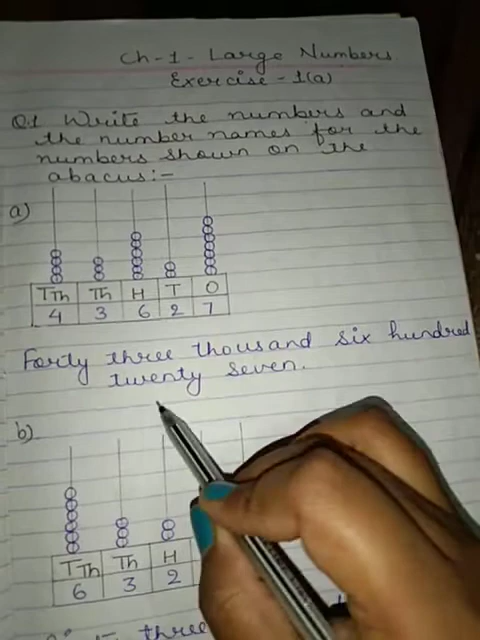 Ch-1- Large Numbers
Exercise - 1(a)
Q.1 Write the numbers and
the number names for the
numbers shown on the
abacus:-
a)
TTh Th H T O
4 3 6 2 7
Forty three thousand six hundred
twenty seven.
b)
TTh Th H
6 3 2
three